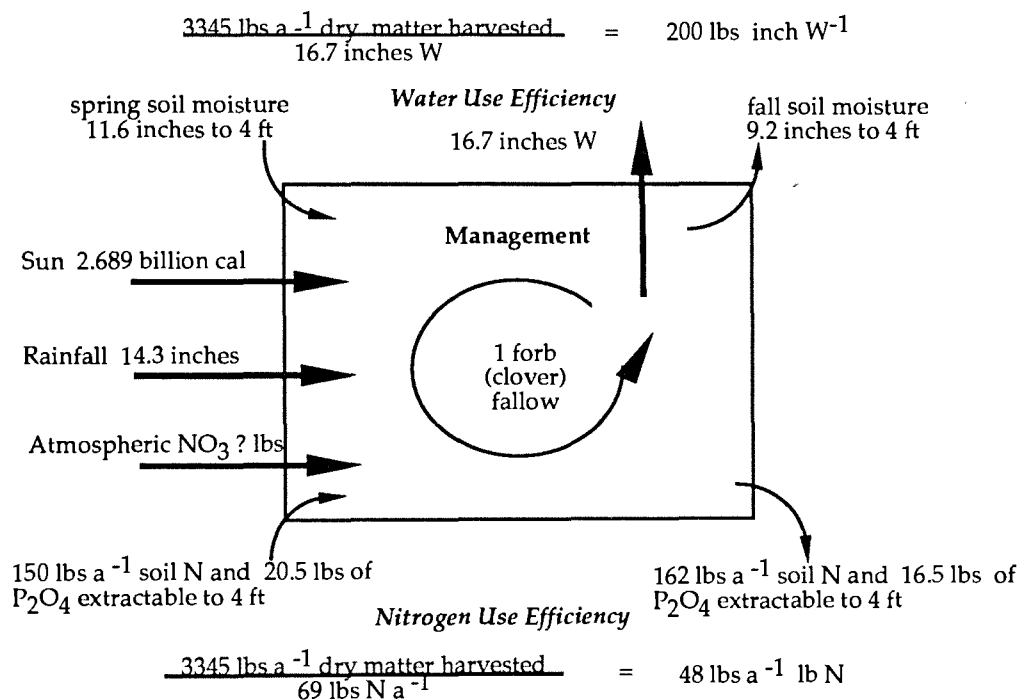 3345 lbs a -1 dry matter harvested
= 200 lbs inch W-1
16.7 inches W
Water Use Efficiency
spring soil moisture
11.6 inches to 4 ft
16.7 inches W
fall soil moisture
9.2 inches to 4 ft
Management
Sun 2.689 billion cal
Rainfall 14.3 inches
1 forb
(clover)
fallow
Atmospheric NO3 ? lbs
150 lbs a -1 soil N and 20.5 lbs of
P2O4 extractable to 4 ft
162 lbs a -1 soil N and 16.5 lbs of
P2O4 extractable to 4 ft
Nitrogen Use Efficiency
3345 lbs a -1 dry matter harvested
= 48 lbs a -1 lb N
69 lbs N a -1